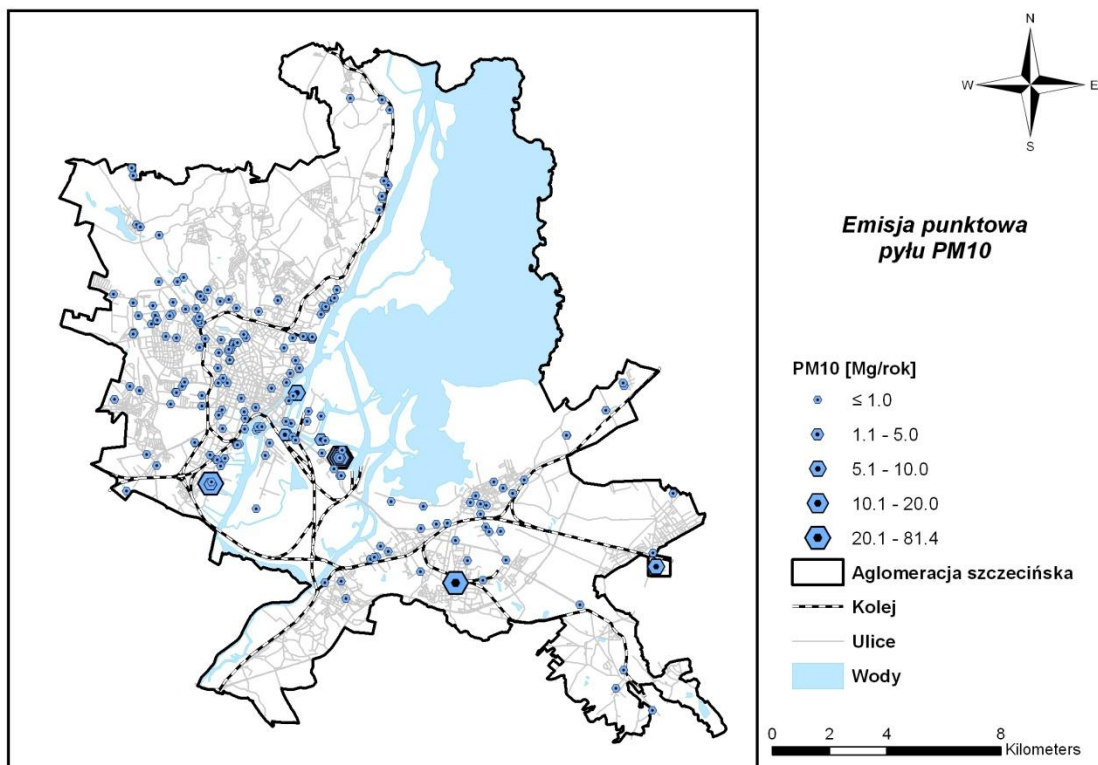 N
W
E
S
Emisja punktowa
pyłu PM10
PM10 [Mg/rok]
≤ 1.0
1.1 - 5.0
5.1 - 10.0
10.1 - 20.0
20.1 - 81.4
Aglomeracja szczecińska
Kolej
Ulice
Wody
0 2 4 8
Kilometers